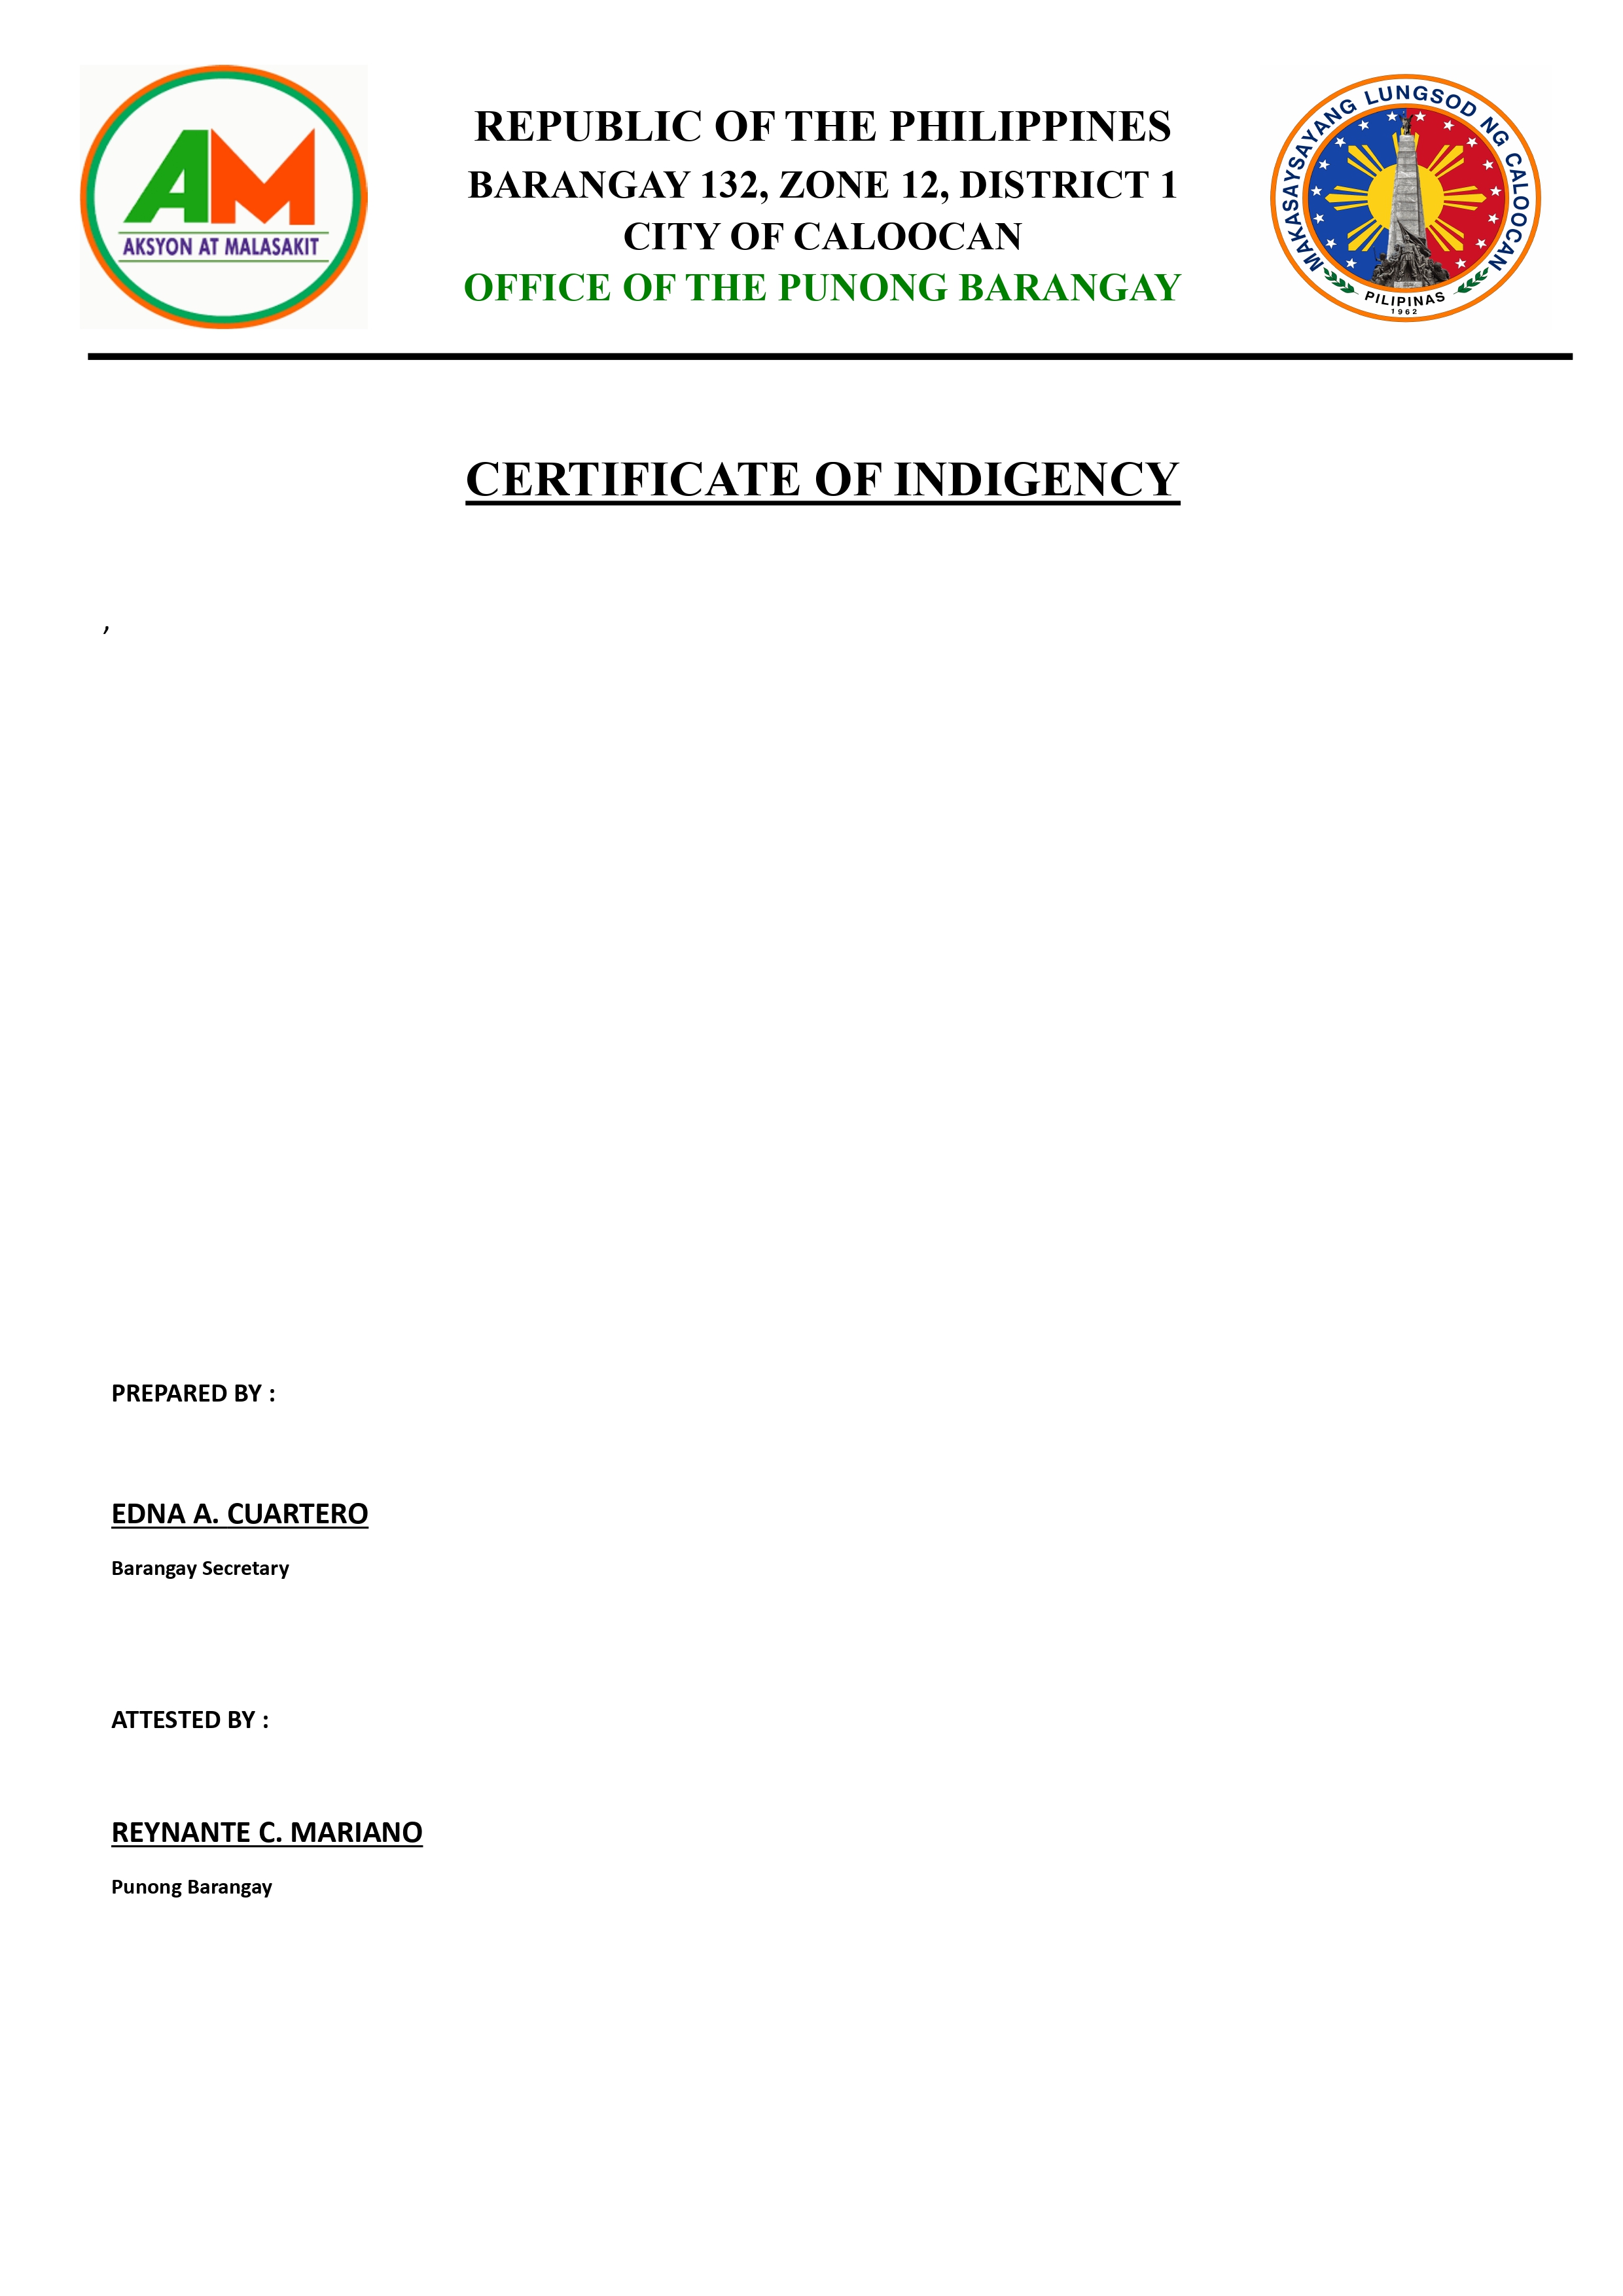 AM
AKSYON AT MALASAKIT
REPUBLIC OF THE PHILIPPINES
BARANGAY 132, ZONE 12, DISTRICT 1
CITY OF CALOOCAN
OFFICE OF THE PUNONG BARANGAY
MAKASAYSAYANG LUNGSOD NG CALOOCAN
PILIPINAS
1962
CERTIFICATE OF INDIGENCY
,
PREPARED BY :
EDNA A. CUARTERO
Barangay Secretary
ATTESTED BY :
REYNANTE C. MARIANO
Punong Barangay